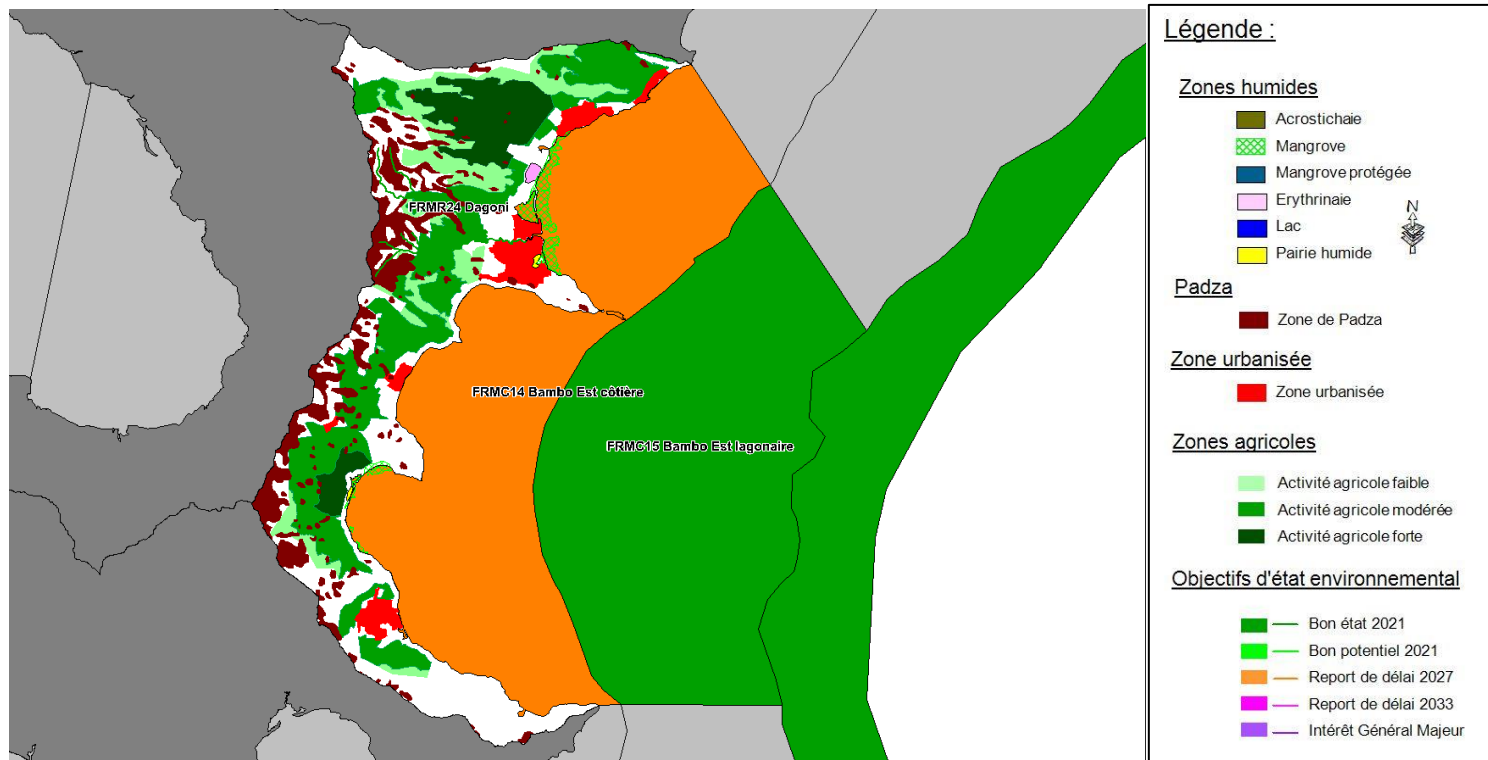 FRMR24 Dagoni
FRMC14 Bambo Est côtière
FRMC15 Bambo Est lagonaire
Légende :
Zones humides
Acrostichaie
Mangrove
Mangrove protégée
Erythrinaie
Lac
Pairie humide
N
Padza
Zone de Padza
Zone urbanisée
Zone urbanisée
Zones agricoles
Activité agricole faible
Activité agricole modérée
Activité agricole forte
Objectifs d'état environnemental
Bon état 2021
Bon potentiel 2021
Report de délai 2027
Report de délai 2033
Intérêt Général Majeur